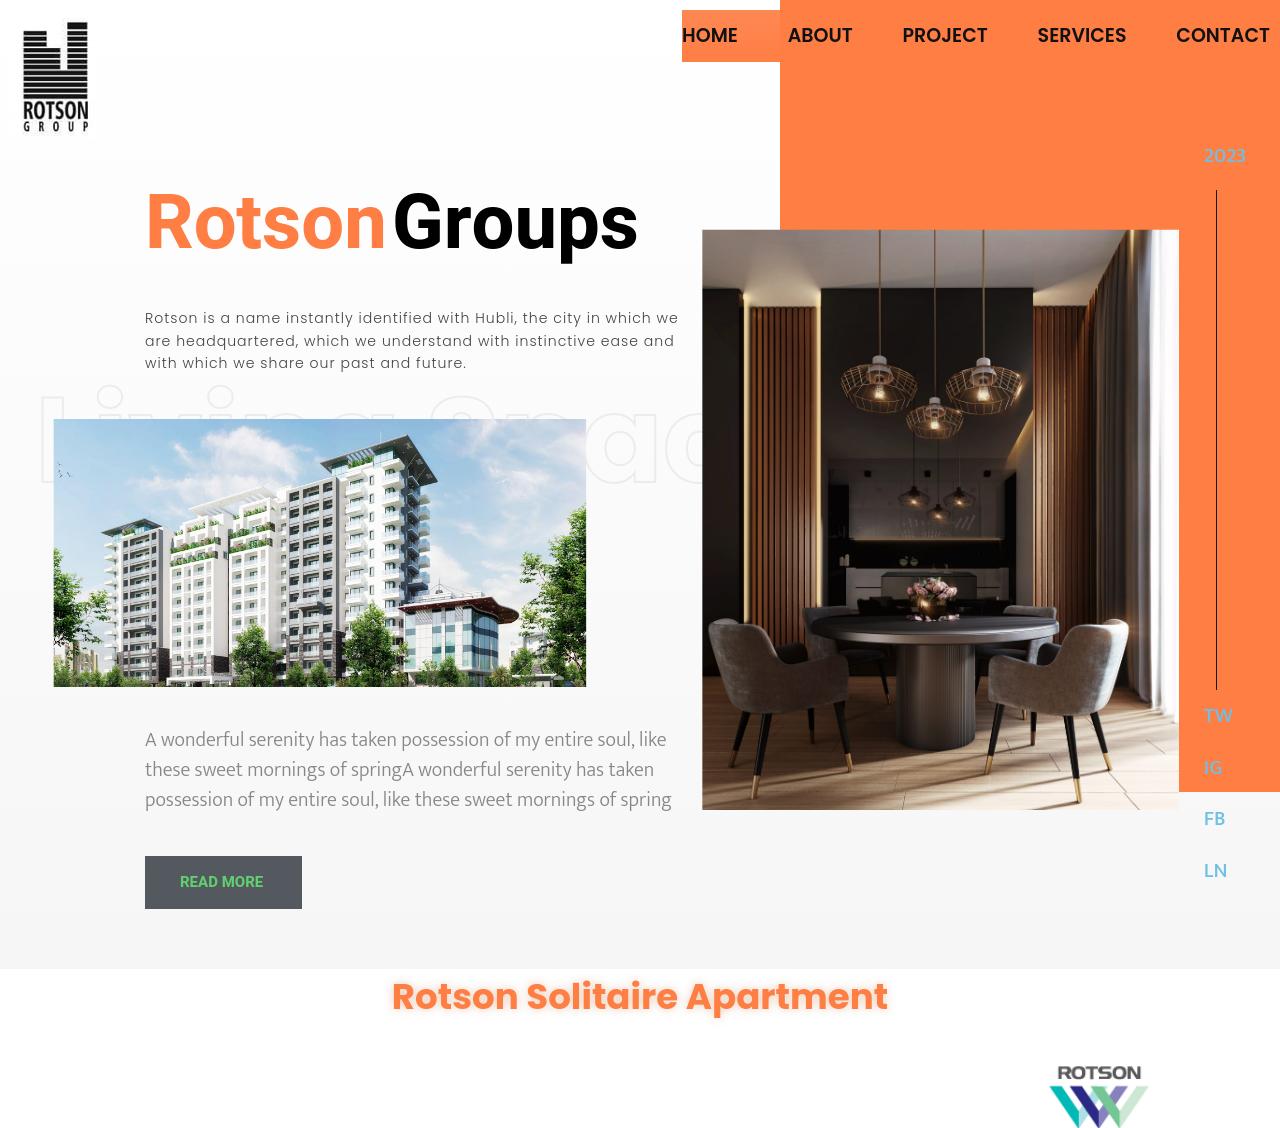 ROTSON
GROUP
HOME
ABOUT
PROJECT
SERVICES
CONTACT
2023
Rotson Groups
Rotson is a name instantly identified with Hubli, the city in which we
are headquartered, which we understand with instinctive ease and
with which we share our past and future.
A wonderful serenity has taken possession of my entire soul, like
these sweet mornings of springA wonderful serenity has taken
possession of my entire soul, like these sweet mornings of spring
READ MORE
TW
IG
FB
LN
Rotson Solitaire Apartment
ROTSON